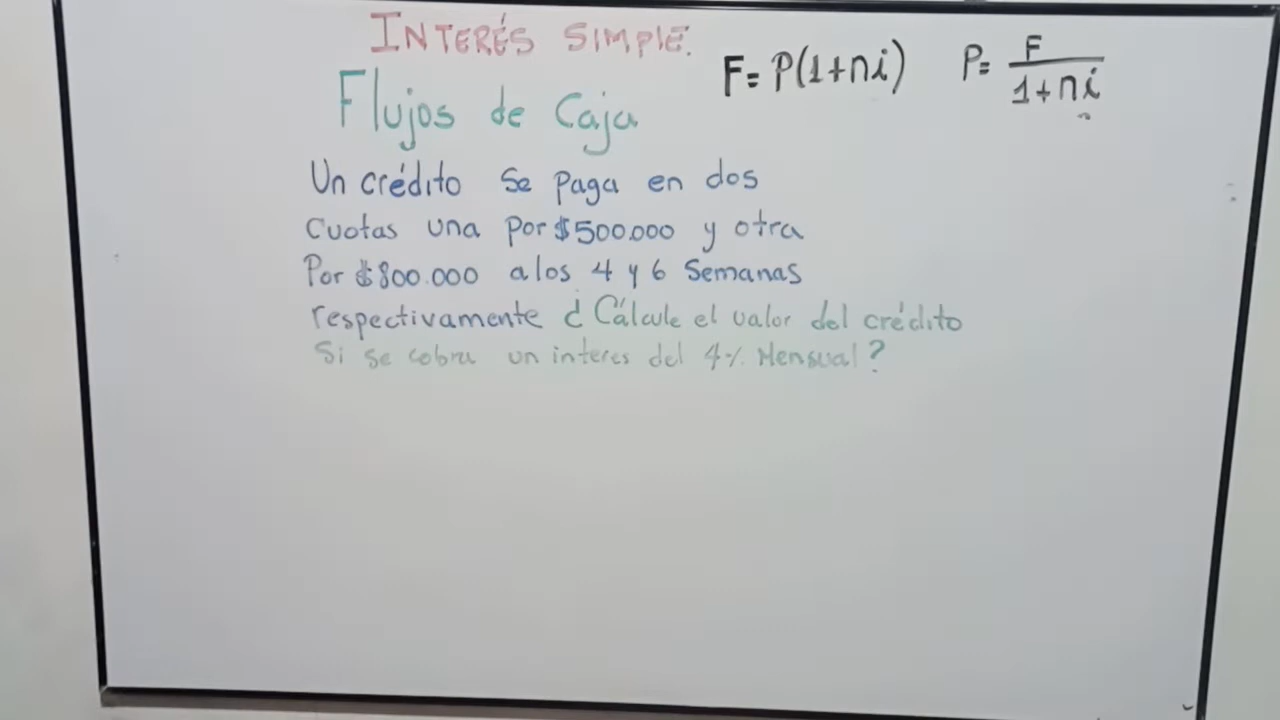 INTERÉS SIMPLE.
F= P(1+ni) P= F/1+ni
Flujos de Caja
Un crédito se paga en dos
cuotas una por $500.000 y otra
Por $800.000 a los 4 y 6 Semanas
respectivamente ¿ Cálcule el valor del crédito
Si se cobra un interes del 4% Mensual?